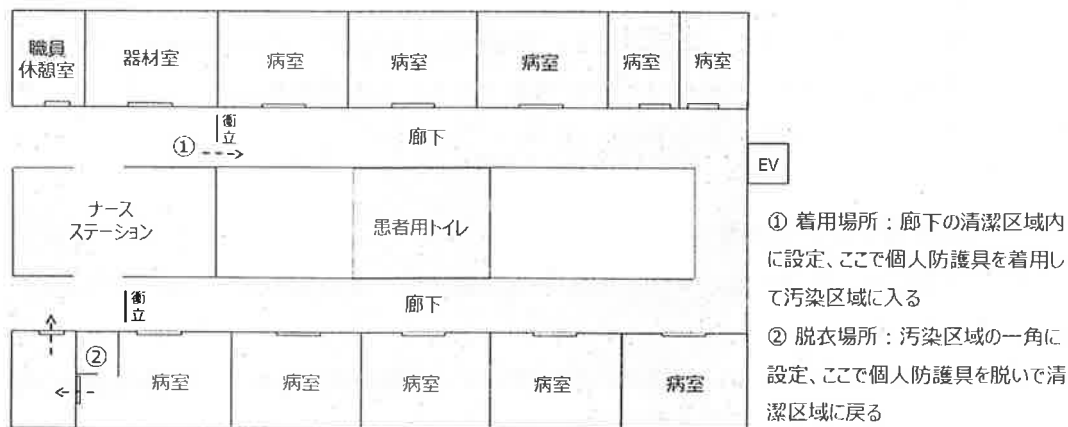 職員
休憩室
器材室
病室
病室
病室
病室
病室
衝立
①
廊下
EV
ナース
ステーション
患者用トイレ
衝立
廊下
②
病室
病室
病室
病室
病室
① 着用場所：廊下の清潔区域内
に設定、ここで個人防護具を着用し
て汚染区域に入る
② 脱衣場所：汚染区域の一角に
設定、ここで個人防護具を脱いで清
潔区域に戻る